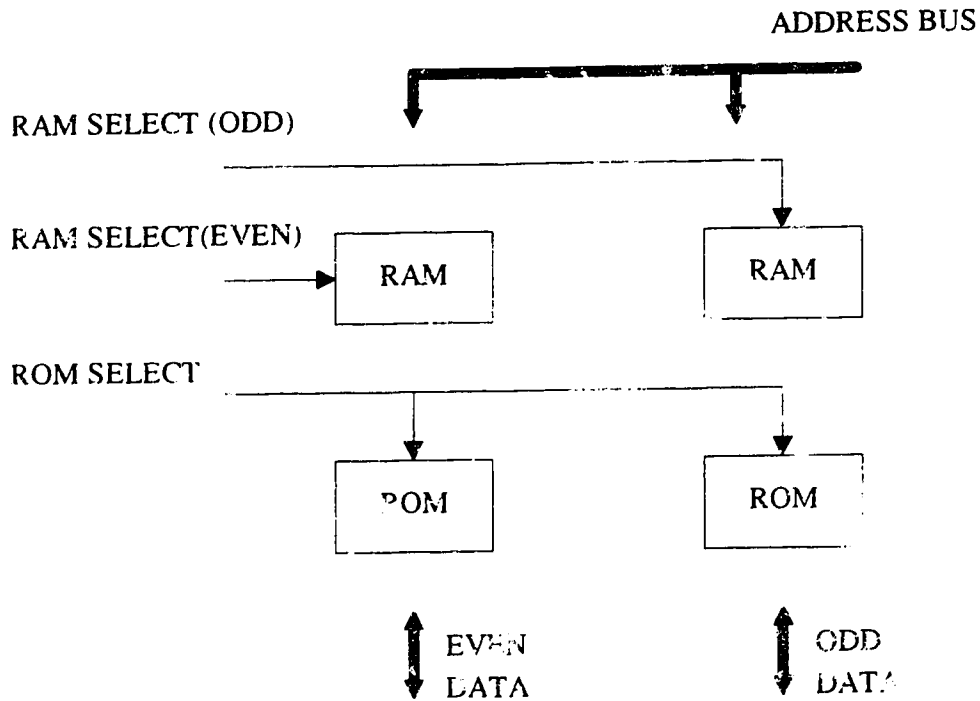 ADDRESS BUS
RAM SELECT (ODD)
RAM SELECT(EVEN)
RAM
RAM
ROM SELECT
ROM
ROM
EVEN
DATA
ODD
DATA